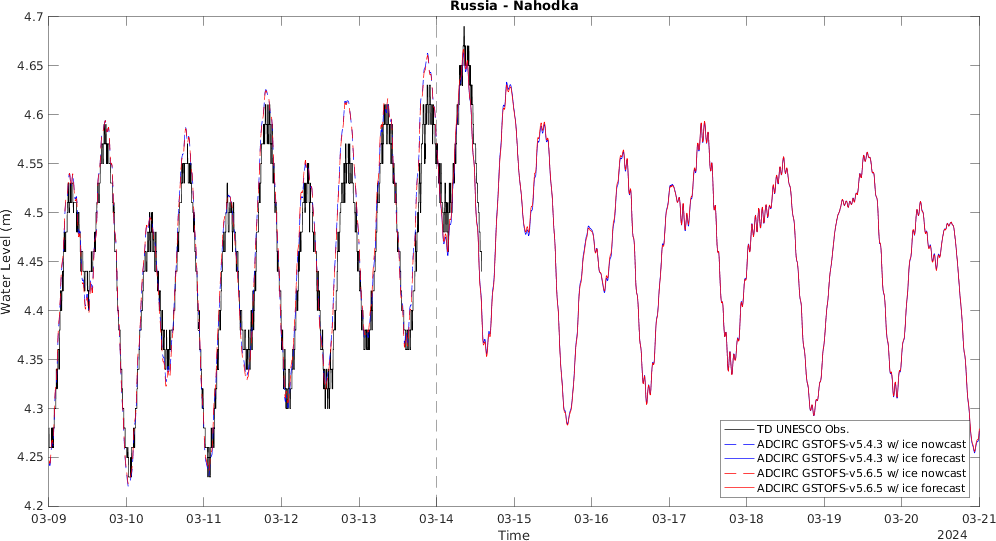 Russia - Nahodka
4.7
4.65
4.6
4.55
4.5
4.45
4.4
4.35
4.3
4.25
4.2
Water Level (m)
TD UNESCO Obs.
ADCIRC GSTOFS-v5.4.3 w/ ice nowcast
ADCIRC GSTOFS-v5.4.3 w/ ice forecast
ADCIRC GSTOFS-v5.6.5 w/ ice nowcast
ADCIRC GSTOFS-v5.6.5 w/ ice forecast
03-09 03-10 03-11 03-12 03-13 03-14 03-15 03-16 03-17 03-18 03-19 03-20 03-21
Time
2024